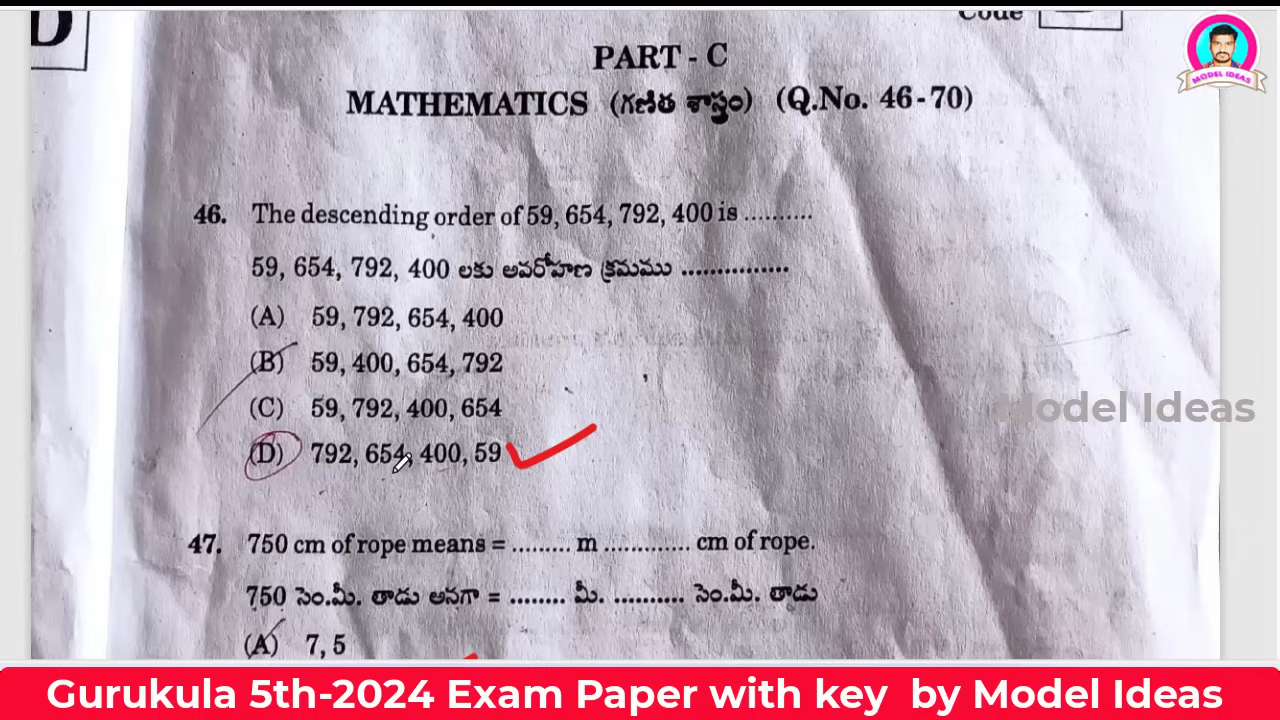 D
Code
MODEL IDEAS
PART - C
MATHEMATICS (గణిత శాస్త్రం) (Q.No. 46-70)
46. The descending order of 59, 654, 792, 400 is ..........
59, 654, 792, 400 లకు అవరోహణ క్రమము ...............
(A) 59, 792, 654, 400
(B) 59, 400, 654, 792
(C) 59, 792, 400, 654
Model Ideas
(D) 792, 654, 400, 59
47. 750 cm of rope means = ......... m ............. cm of rope.
750 సెం.మీ. తాడు అనగా = ........ మీ. .......... సెం.మీ. తాడు
(A) 7, 5
Gurukula 5th-2024 Exam Paper with key by Model Ideas